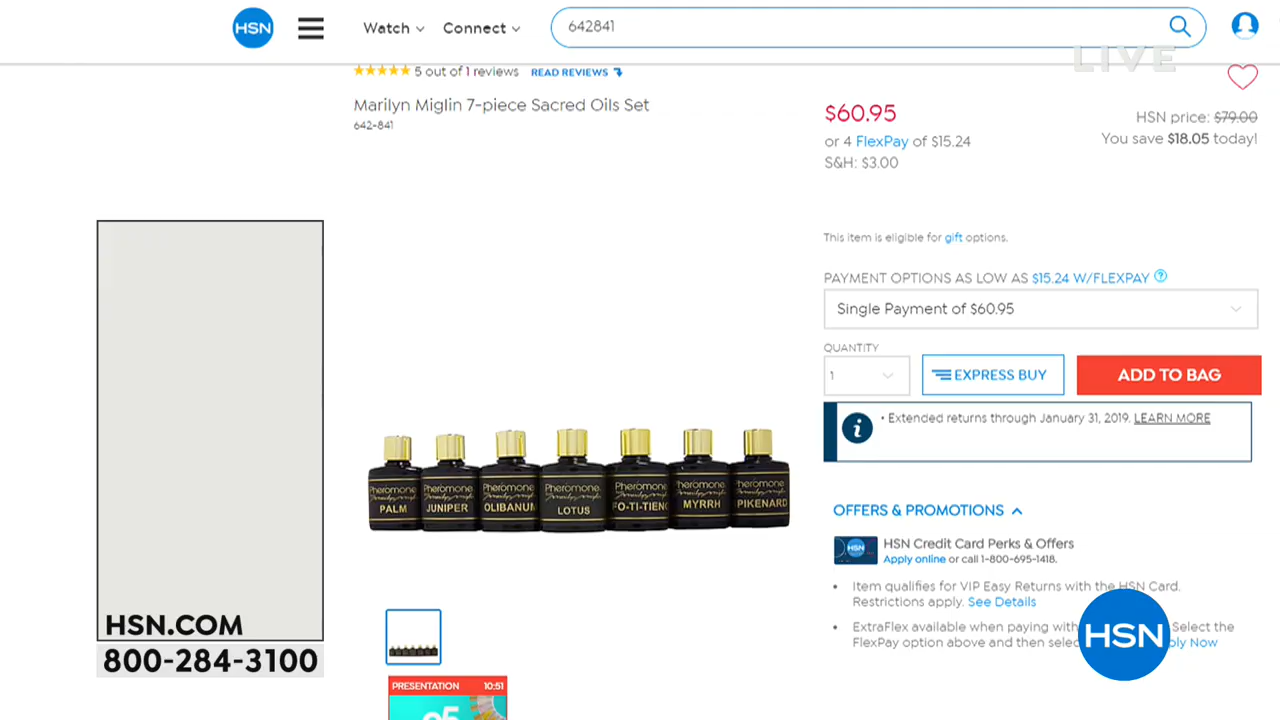 HSN
Watch
Connect
642841
LIVE
5 out of 1 reviews
READ REVIEWS
Marilyn Miglin 7-piece Sacred Oils Set
642-841
$60.95
HSN price: $79.00
or 4 FlexPay of $15.24
You save $18.05 today!
S&H: $3.00
This item is eligible for gift options.
PAYMENT OPTIONS AS LOW AS $15.24 W/FLEXPAY ?
Single Payment of $60.95
QUANTITY
1
EXPRESS BUY
ADD TO BAG
i
• Extended returns through January 31, 2019. LEARN MORE
Pheromone PALM
Pheromone JUNIPER
Pheromone OLIBANUM
Pheromone LOTUS
Pheromone FO-TI-TIENG
Pheromone MYRRH
Pheromone PIKENARD
OFFERS & PROMOTIONS
HSN
HSN Credit Card Perks & Offers
Apply online or call 1-800-695-1418.
• Item qualifies for VIP Easy Returns with the HSN Card.
Restrictions apply. See Details
• ExtraFlex available when paying with
Select the
FlexPay option above and then selec
ly Now
HSN
HSN.COM
800-284-3100
PRESENTATION 10:51